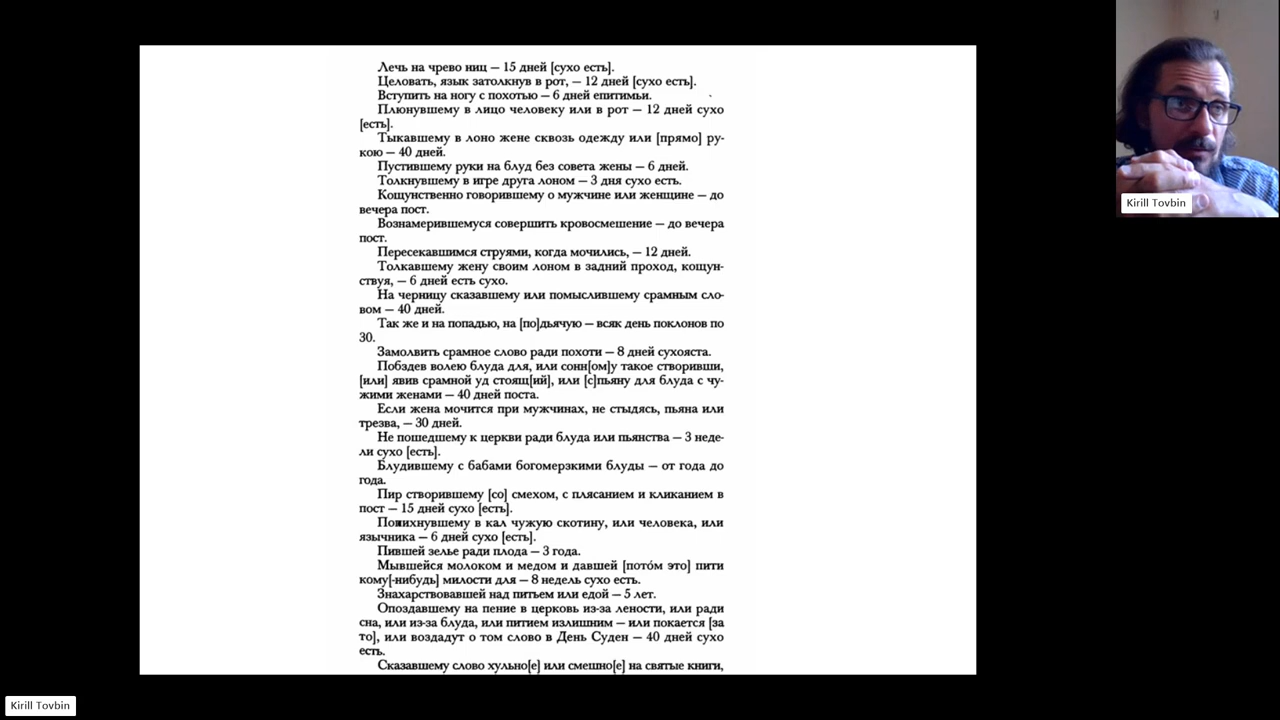 Лечь на чрево ниц — 15 дней [сухо есть].
Целовать, язык затолкнув в рот, — 12 дней [сухо есть].
Вступить на ногу с похотью — 6 дней епитимьи.
Плюнувшему в лицо человеку или в рот — 12 дней сухо
[есть].
Тыкавшему в лоно жене сквозь одежду или [прямо] ру-
кою — 40 дней.
Пустившему руки на блуд без совета жены — 6 дней.
Толкнувшему в игре друга лоном — 3 дня сухо есть.
Кощунственно говорившему о мужчине или женщине — до
вечера пост.
Вознамерившемуся совершить кровосмешение — до вечера
пост.
Пересекавшимся струями, когда мочились, — 12 дней.
Толкавшему жену своим лоном в задний проход, кощун-
ствуя, — 6 дней есть сухо.
На черницу сказавшему или помыслившему срамным сло-
вом — 40 дней.
Так же и на попадью, на [по]дьячую — всяк день поклонов по
30.
Замолвить срамное слово ради похоти — 8 дней сухояста.
Побздев волею блуда для, или сонн[ом]у такое створивши,
[или] явив срамной уд стоящ[ий], или [с]пьяну для блуда с чу-
жими женами — 40 дней поста.
Если жена мочится при мужчинах, не стыдясь, пьяна или
трезва, — 30 дней.
Не пошедшему к церкви ради блуда или пьянства — 3 неде-
ли сухо [есть].
Блудившему с бабами богомерзкими блуды — от года до
года.
Пир створившему [со] смехом, с плясанием и кликанием в
пост — 15 дней сухо [есть].
Попихнувшему в кал чужую скотину, или человека, или
язычника — 6 дней сухо [есть].
Пившей зелье ради плода — 3 года.
Мывшейся молоком и медом и давшей [пото́м это] пити
кому[-нибудь] милости для — 8 недель сухо есть.
Знахарствовавшей над питьем или едой — 5 лет.
Опоздавшему на пение в церковь из-за лености, или ради
сна, или из-за блуда, или питием излишним — или покается [за
то], или воздадут о том слово в День Суден — 40 дней сухо
есть.
Сказавшему слово хульно[е] или смешно[е] на святые книги,
Kirill Tovbin
Kirill Tovbin